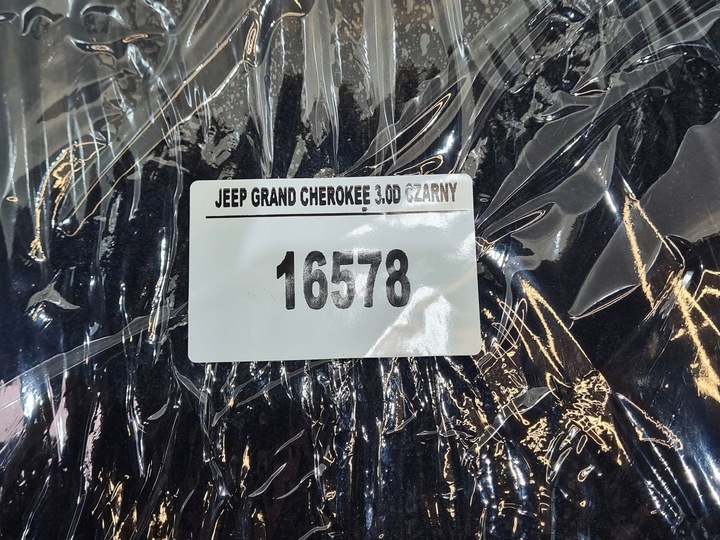 JEEP GRAND CHEROKEE 3.0D CZARNY
16578